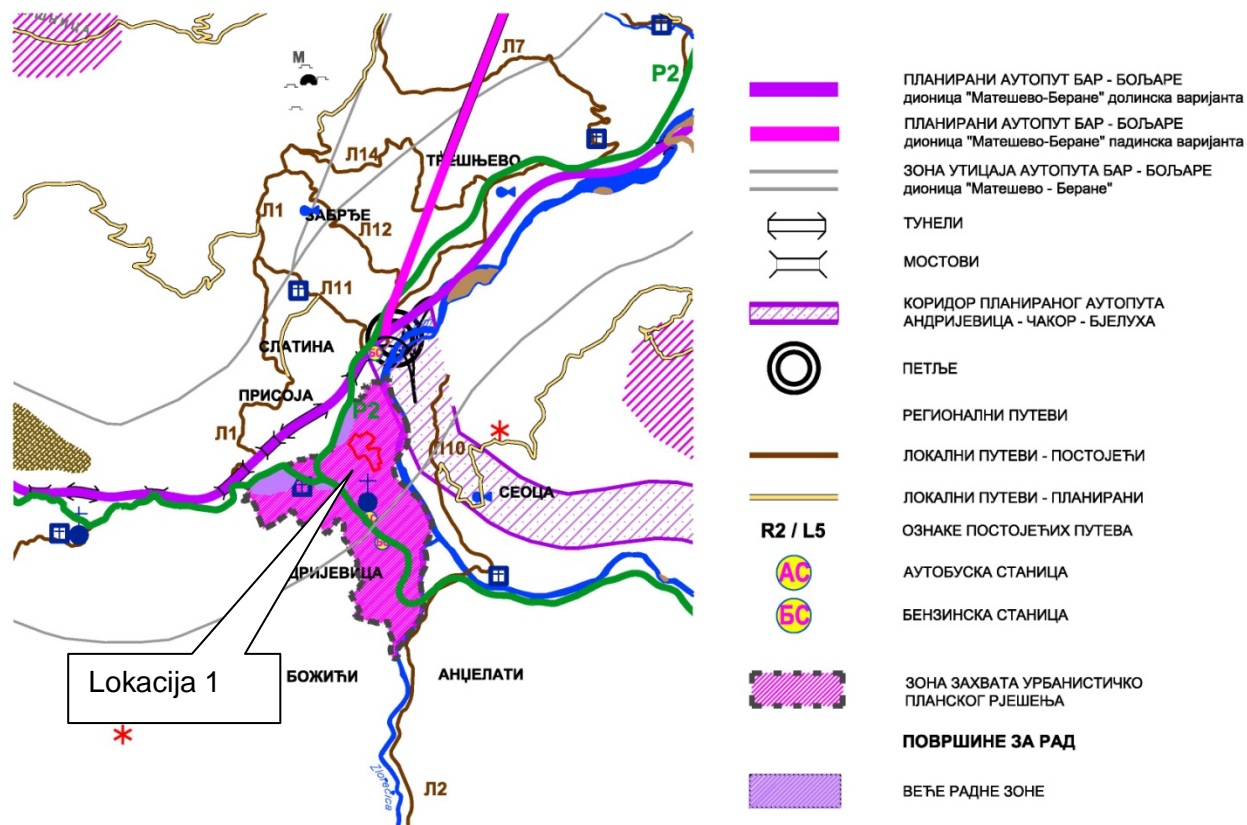 М
Л7
Р2
Л14
ТРЕШЊЕВО
Л1
ЗАБРЂЕ
Л12
Л11
БС
СЛАТИНА
ПРИСОЈА
Р2
Л1
Л10
СЕОЦА
БС
ДРИЈЕВИЦА
Lokacija 1
БОЖИЋИ
АНЏЕЛАТИ
Zlorečica
Л2
ПЛАНИРАНИ АУТОПУТ БАР - БОЉАРЕ
дионица "Матешево-Беране" долинска варијанта
ПЛАНИРАНИ АУТОПУТ БАР - БОЉАРЕ
дионица "Матешево-Беране" падинска варијанта
ЗОНА УТИЦАЈА АУТОПУТА БАР - БОЉАРЕ
дионица "Матешево - Беране"
ТУНЕЛИ
МОСТОВИ
КОРИДОР ПЛАНИРАНОГ АУТОПУТА
АНДРИЈЕВИЦА - ЧАКОР - БЈЕЛУХА
ПЕТЉЕ
РЕГИОНАЛНИ ПУТЕВИ
ЛОКАЛНИ ПУТЕВИ - ПОСТОЈЕЋИ
ЛОКАЛНИ ПУТЕВИ - ПЛАНИРАНИ
R2 / L5 ОЗНАКЕ ПОСТОЈЕЋИХ ПУТЕВА
АС АУТОБУСКА СТАНИЦА
БС БЕНЗИНСКА СТАНИЦА
ЗОНА ЗАХВАТА УРБАНИСТИЧКО
ПЛАНСКОГ РЈЕШЕЊА
ПОВРШИНЕ ЗА РАД
ВЕЋЕ РАДНЕ ЗОНЕ